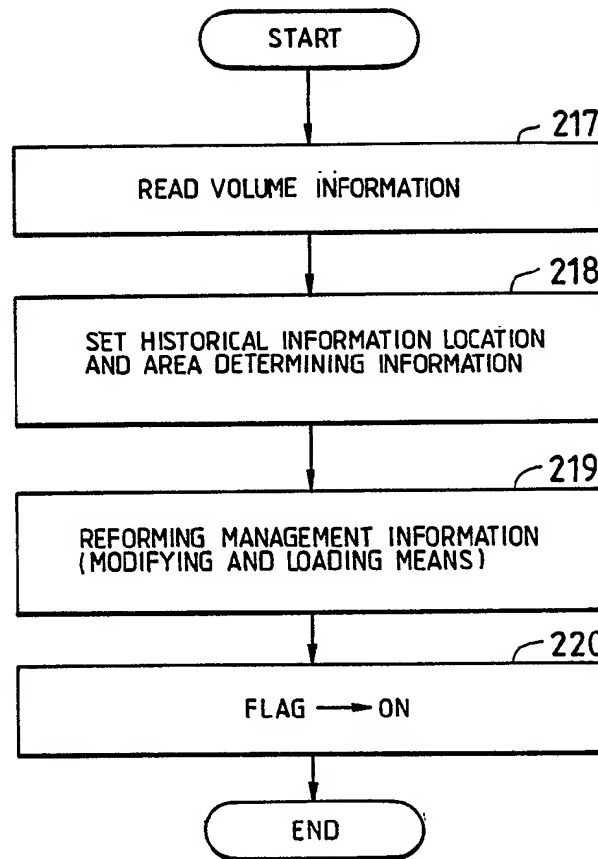 START
217
READ VOLUME INFORMATION
218
SET HISTORICAL INFORMATION LOCATION
AND AREA DETERMINING INFORMATION
219
REFORMING MANAGEMENT INFORMATION
(MODIFYING AND LOADING MEANS)
220
FLAG → ON
END